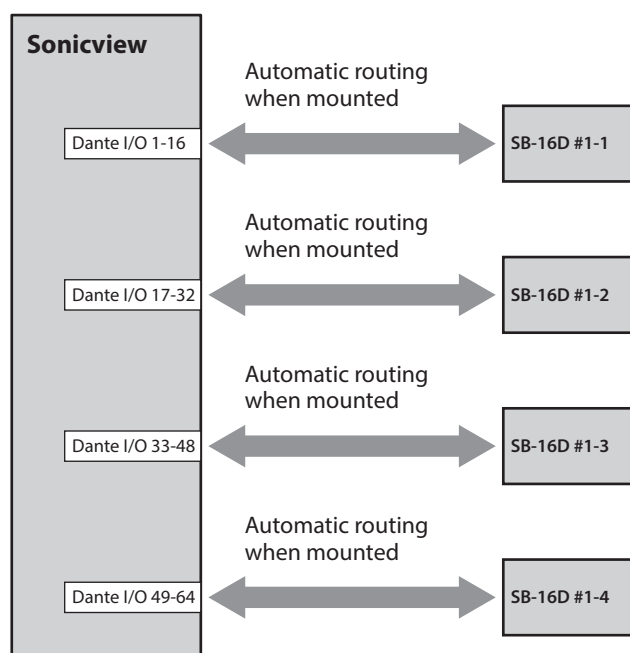 Sonicview
Automatic routing
when mounted
Dante I/O 1-16
SB-16D #1-1
Automatic routing
when mounted
Dante I/O 17-32
SB-16D #1-2
Automatic routing
when mounted
Dante I/O 33-48
SB-16D #1-3
Automatic routing
when mounted
Dante I/O 49-64
SB-16D #1-4